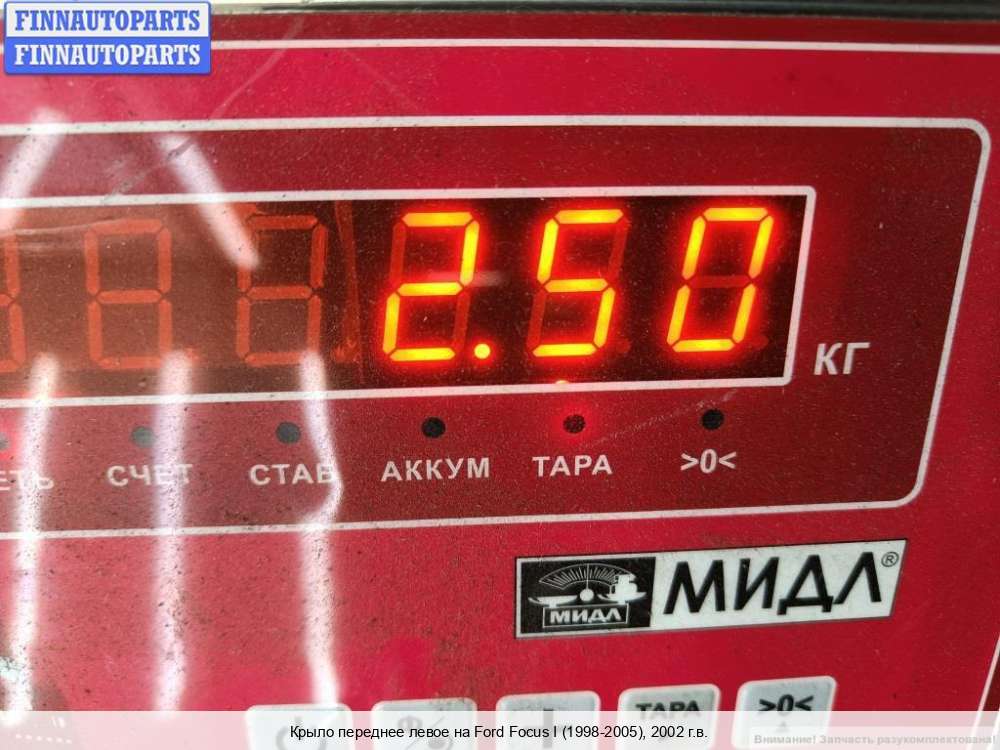 FINNAUTOPARTS
FINNAUTOPARTS
2.50
КГ
ЕТЬ СЧЕТ СТАБ АККУМ ТАРА >0<
МИДЛ МИДЛ®
ТАРА >0<
Крыло переднее левое на Ford Focus I (1998-2005), 2002 г.в.
Внимание! Запчасть разукомплектована!